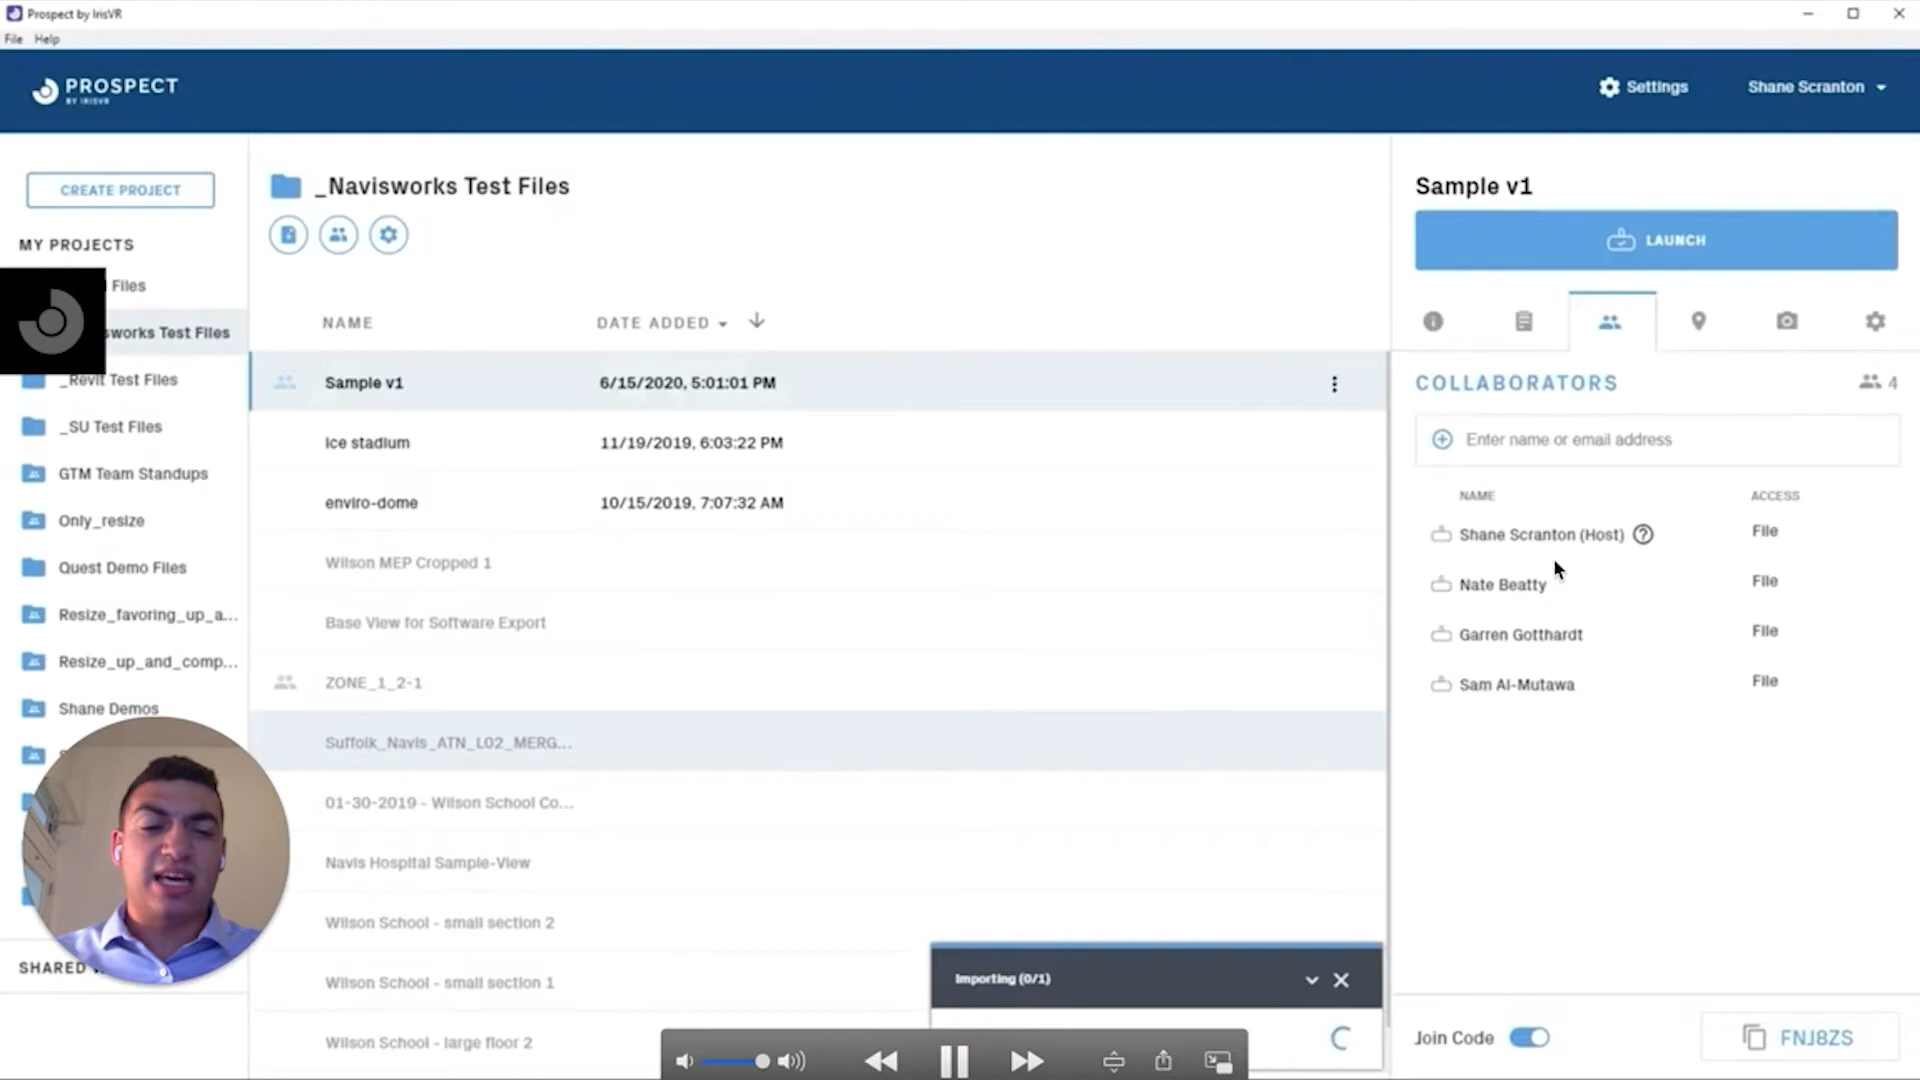 Prospect by IrisVR
File Help
PROSPECT
BY IRISVR
Settings
Shane Scranton
CREATE PROJECT
MY PROJECTS
Files
sworks Test Files
_Revit Test Files
_SU Test Files
GTM Team Standups
Only_resize
Quest Demo Files
Resize_favoring_up_a...
Resize_up_and_comp...
Shane Demos
SHARED
_Navisworks Test Files
NAME DATE ADDED
Sample v1 6/15/2020, 5:01:01 PM
ice stadium 11/19/2019, 6:03:22 PM
enviro-dome 10/15/2019, 7:07:32 AM
Wilson MEP Cropped 1
Base View for Software Export
ZONE_1_2-1
Suffolk_Navis_ATN_L02_MERG...
01-30-2019 - Wilson School Co...
Navis Hospital Sample-View
Wilson School - small section 2
Wilson School - small section 1
Wilson School - large floor 2
Importing (0/1)
Sample v1
LAUNCH
COLLABORATORS 4
Enter name or email address
NAME ACCESS
Shane Scranton (Host) ? File
Nate Beatty File
Garren Gotthardt File
Sam Al-Mutawa File
Join Code FNJ8ZS